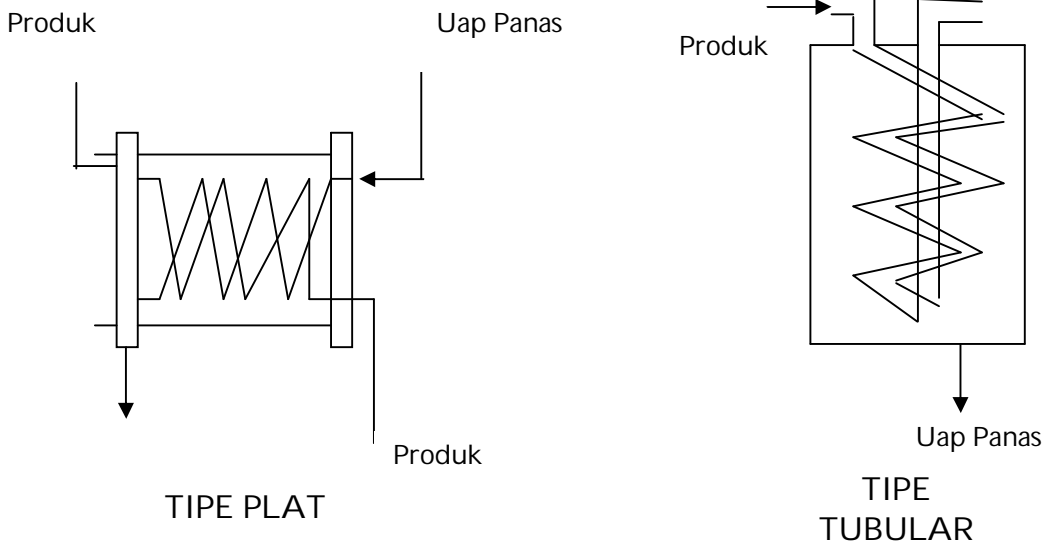 Produk
Uap Panas
Produk
TIPE PLAT
Produk
Uap Panas
TIPE
TUBULAR